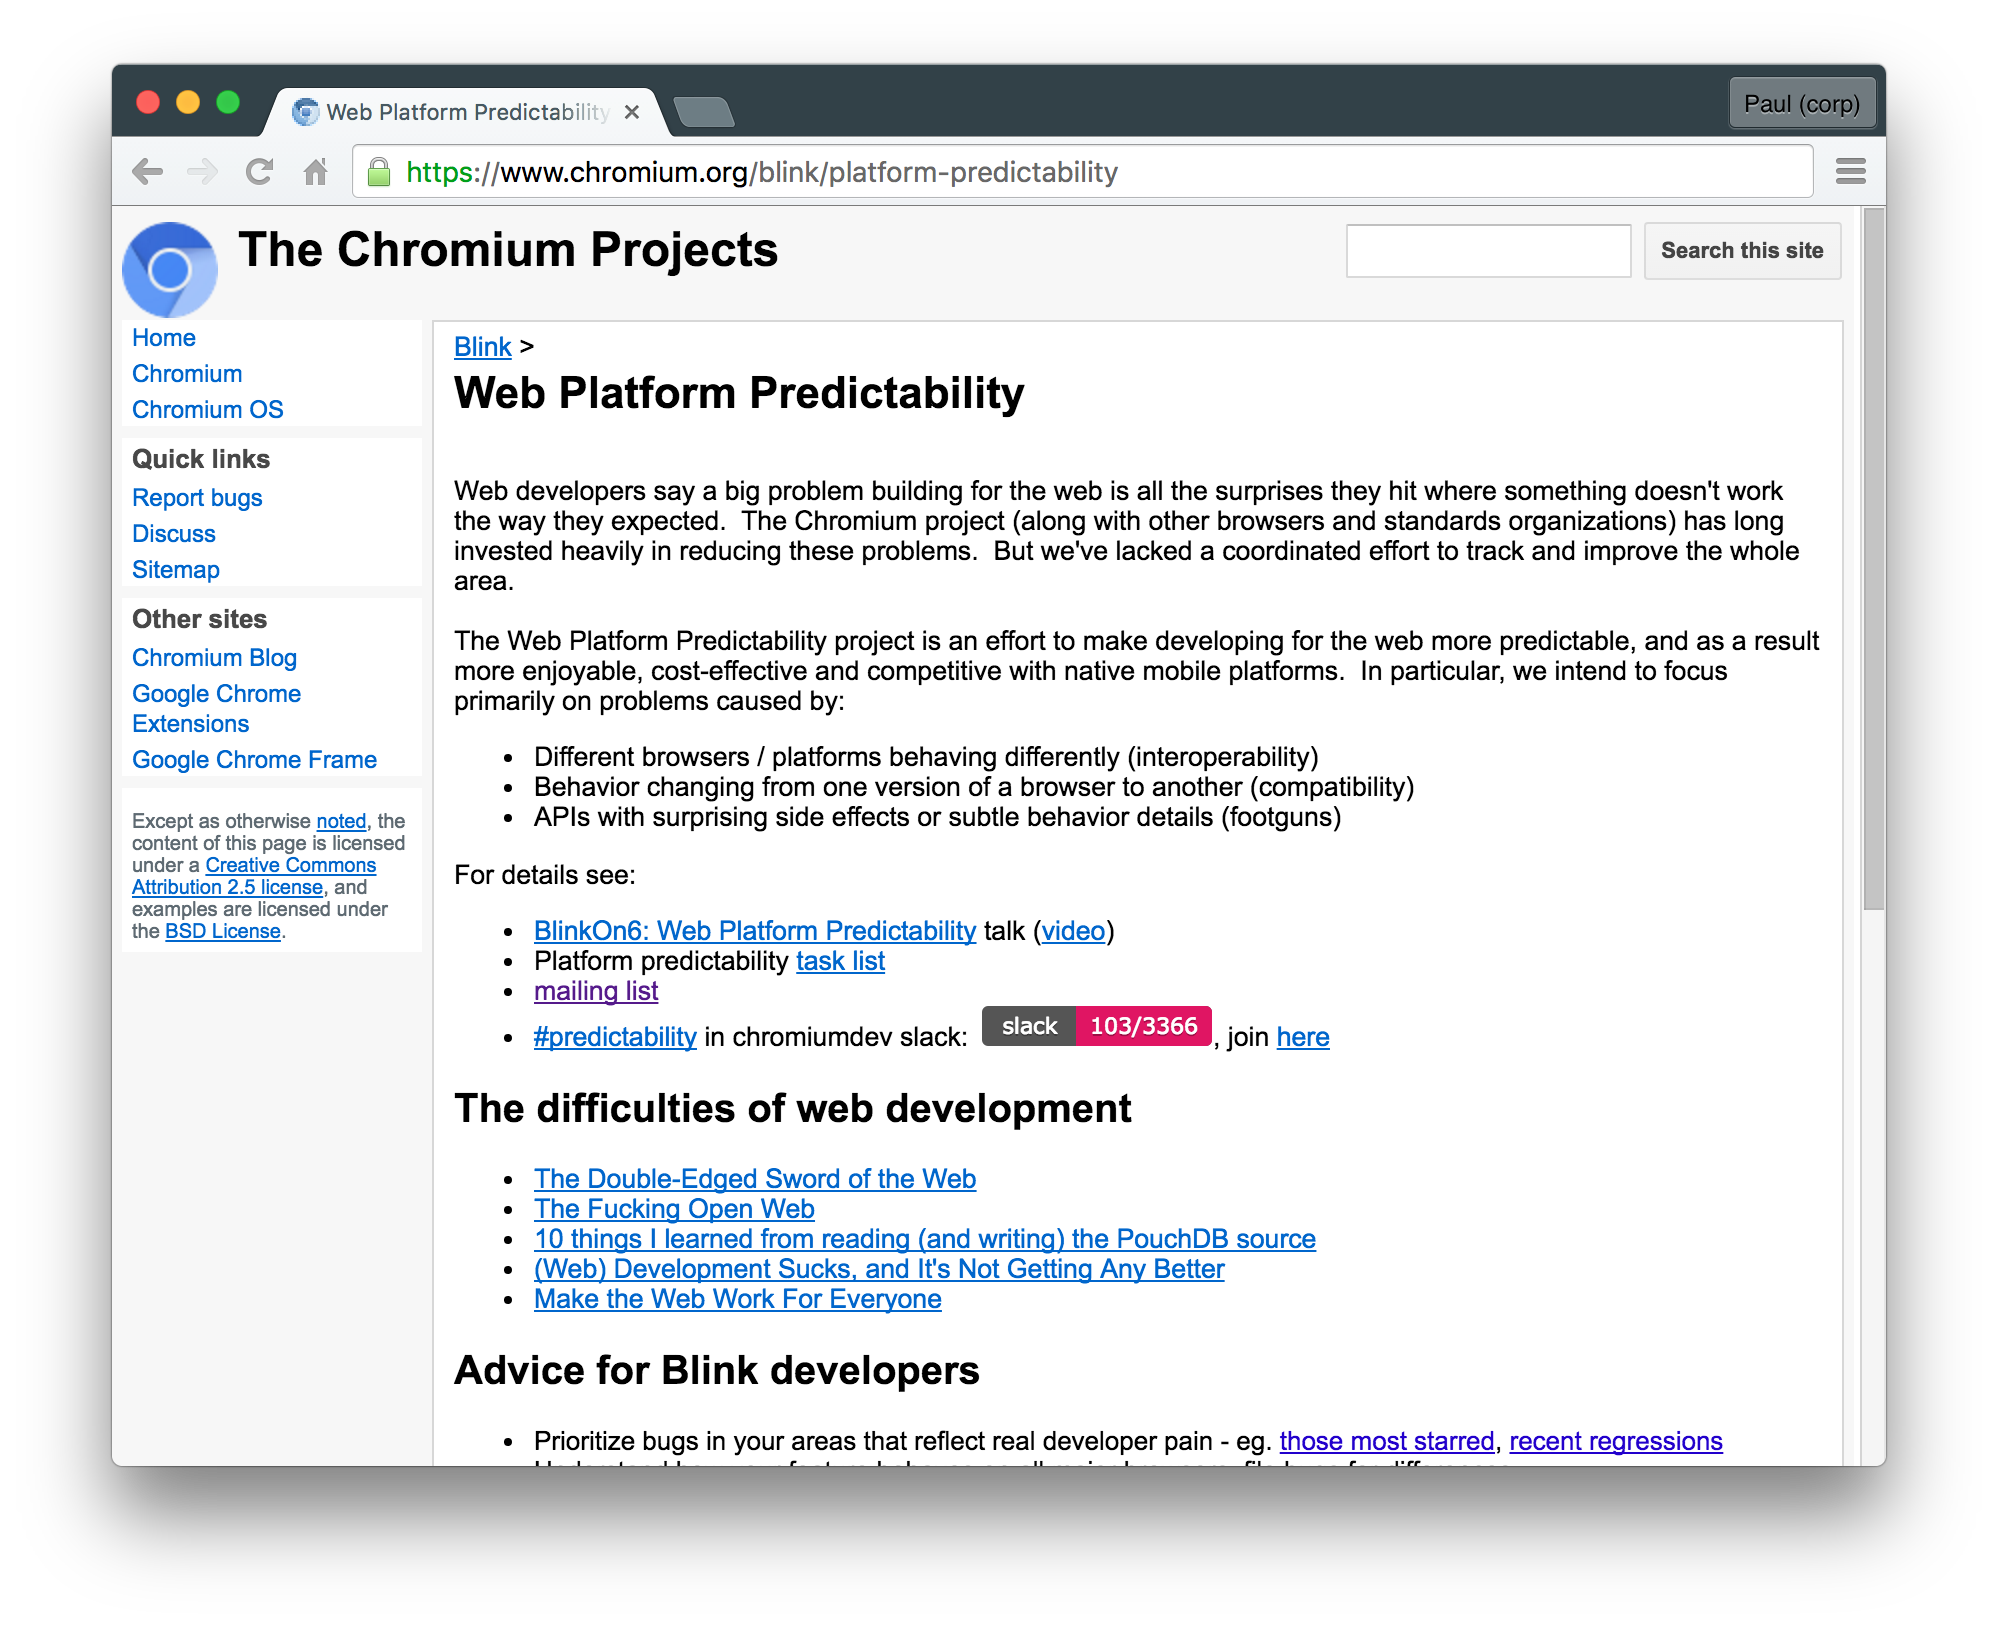 Web Platform Predictability
Paul (corp)
https://www.chromium.org/blink/platform-predictability
The Chromium Projects
Search this site
Home
Chromium
Chromium OS
Quick links
Report bugs
Discuss
Sitemap
Other sites
Chromium Blog
Google Chrome
Extensions
Google Chrome Frame
Except as otherwise noted, the
content of this page is licensed
under a Creative Commons
Attribution 2.5 license, and
examples are licensed under
the BSD License.
Blink >
Web Platform Predictability
Web developers say a big problem building for the web is all the surprises they hit where something doesn't work
the way they expected.  The Chromium project (along with other browsers and standards organizations) has long
invested heavily in reducing these problems.  But we've lacked a coordinated effort to track and improve the whole
area.
The Web Platform Predictability project is an effort to make developing for the web more predictable, and as a result
more enjoyable, cost-effective and competitive with native mobile platforms.  In particular, we intend to focus
primarily on problems caused by:
• Different browsers / platforms behaving differently (interoperability)
• Behavior changing from one version of a browser to another (compatibility)
• APIs with surprising side effects or subtle behavior details (footguns)
For details see:
• BlinkOn6: Web Platform Predictability talk (video)
• Platform predictability task list
• mailing list
• #predictability in chromiumdev slack: slack 103/3366, join here
The difficulties of web development
• The Double-Edged Sword of the Web
• The Fucking Open Web
• 10 things I learned from reading (and writing) the PouchDB source
• (Web) Development Sucks, and It's Not Getting Any Better
• Make the Web Work For Everyone
Advice for Blink developers
• Prioritize bugs in your areas that reflect real developer pain - eg. those most starred, recent regressions